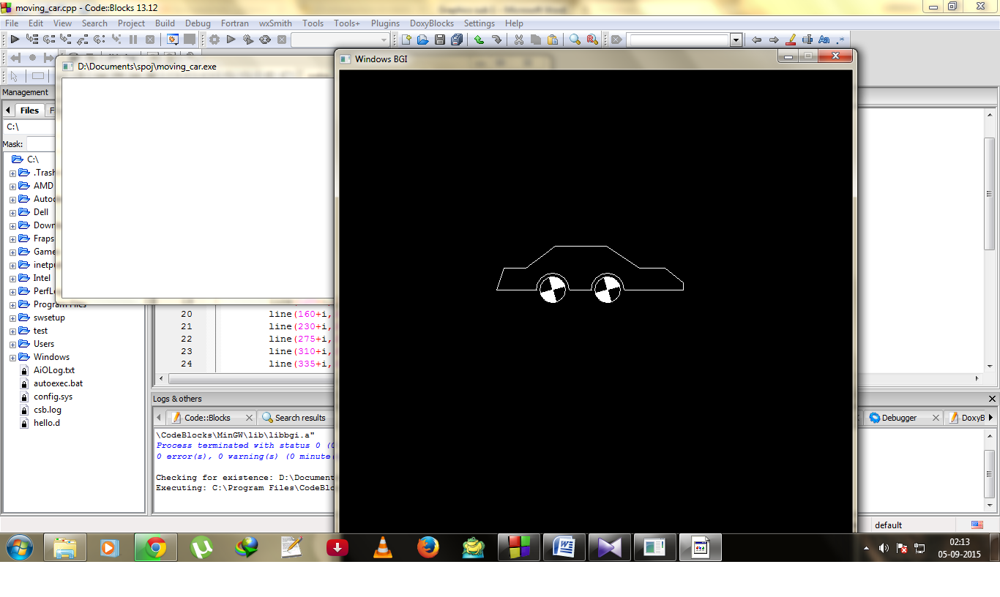 moving_car.cpp - Code::Blocks 13.12
File Edit View Search Project Build Debug Fortran wxSmith Tools Tools+ Plugins DoxyBlocks Settings Help
D:\Documents\spoj\moving_car.exe
Windows BGI
Management
Files
C:\
Mask:
C:\
.Trash
AMD
Autod
Dell
Down
Fraps
Game
inetpu
Intel
PerfLo
Program Files
swsetup
test
Users
Windows
AiOLog.txt
autoexec.bat
config.sys
csb.log
hello.d
20 line(160+i,
21 line(230+i,
22 line(275+i,
23 line(310+i,
24 line(335+i,
Logs & others
Code::Blocks Search results Debugger DoxyB
\CodeBlocks\MinGW\lib\libbgi.a"
Process terminated with status 0 (0
0 error(s), 0 warning(s) (0 minute
Checking for existence: D:\Document
Executing: C:\Program Files\CodeBlo
default
02:13
05-09-2015